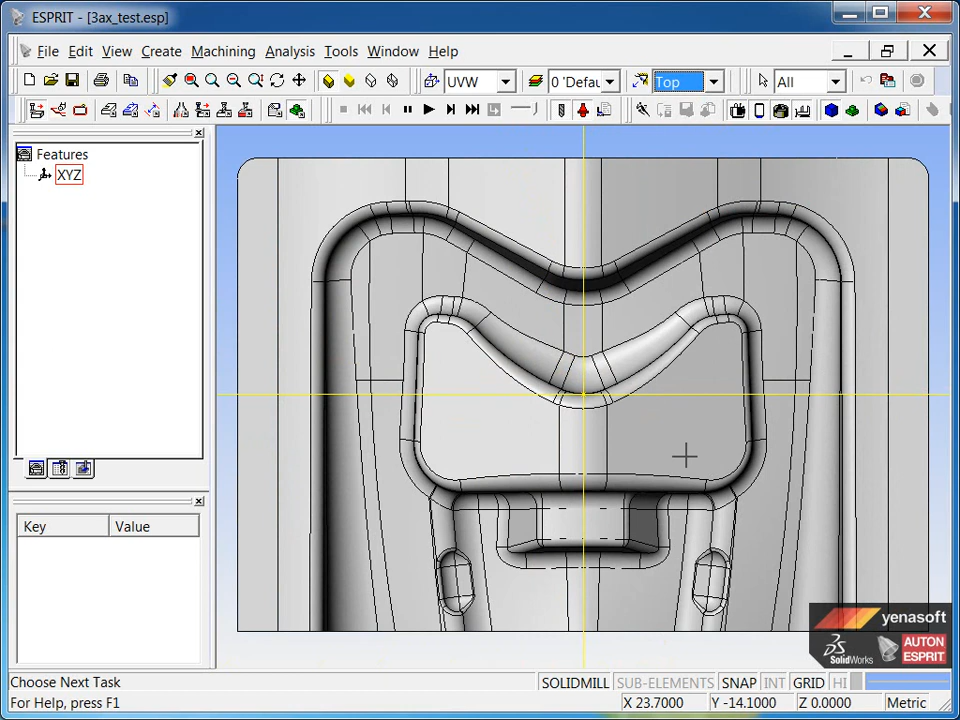 ESPRIT - [3ax_test.esp]
File Edit View Create Machining Analysis Tools Window Help
UVW 0 'Defau Top All
Features
XYZ
Key Value
yenasoft
SolidWorks AUTON ESPRIT
Choose Next Task SOLIDMILL SUB-ELEMENTS SNAP INT GRID HI
For Help, press F1 X 23.7000 Y -14.1000 Z 0.0000 Metric